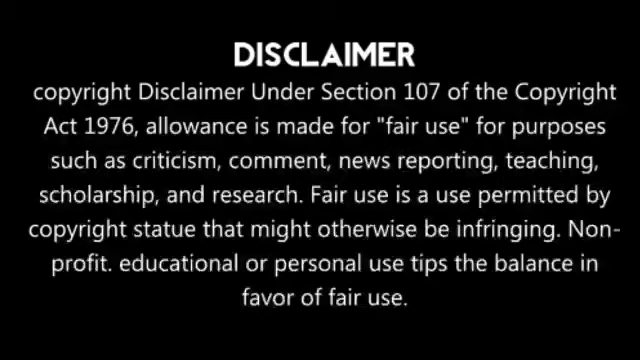 DISCLAIMER
copyright Disclaimer Under Section 107 of the Copyright
Act 1976, allowance is made for "fair use" for purposes
such as criticism, comment, news reporting, teaching,
scholarship, and research. Fair use is a use permitted by
copyright statue that might otherwise be infringing. Non-
profit. educational or personal use tips the balance in
favor of fair use.